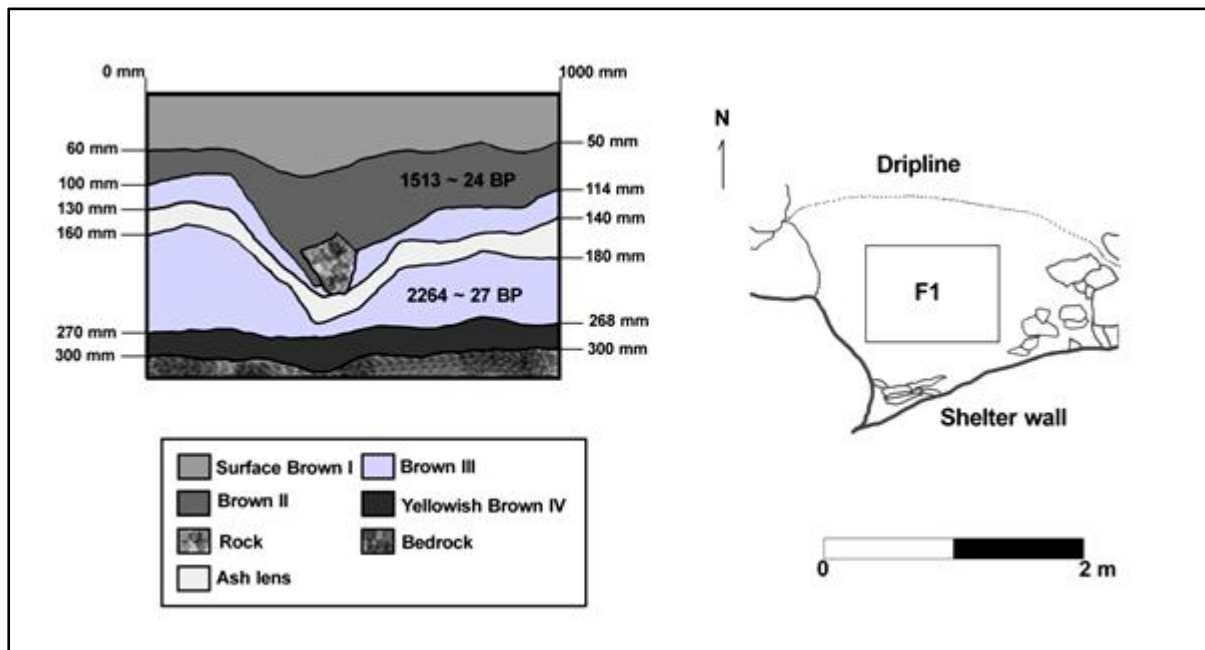 0 mm
1000 mm
60 mm
100 mm
130 mm
160 mm
270 mm
300 mm
50 mm
114 mm
140 mm
180 mm
268 mm
300 mm
1513 ~ 24 BP
2264 ~ 27 BP
Surface Brown I
Brown III
Brown II
Yellowish Brown IV
Rock
Bedrock
Ash lens
N
Dripline
F1
Shelter wall
0
2 m